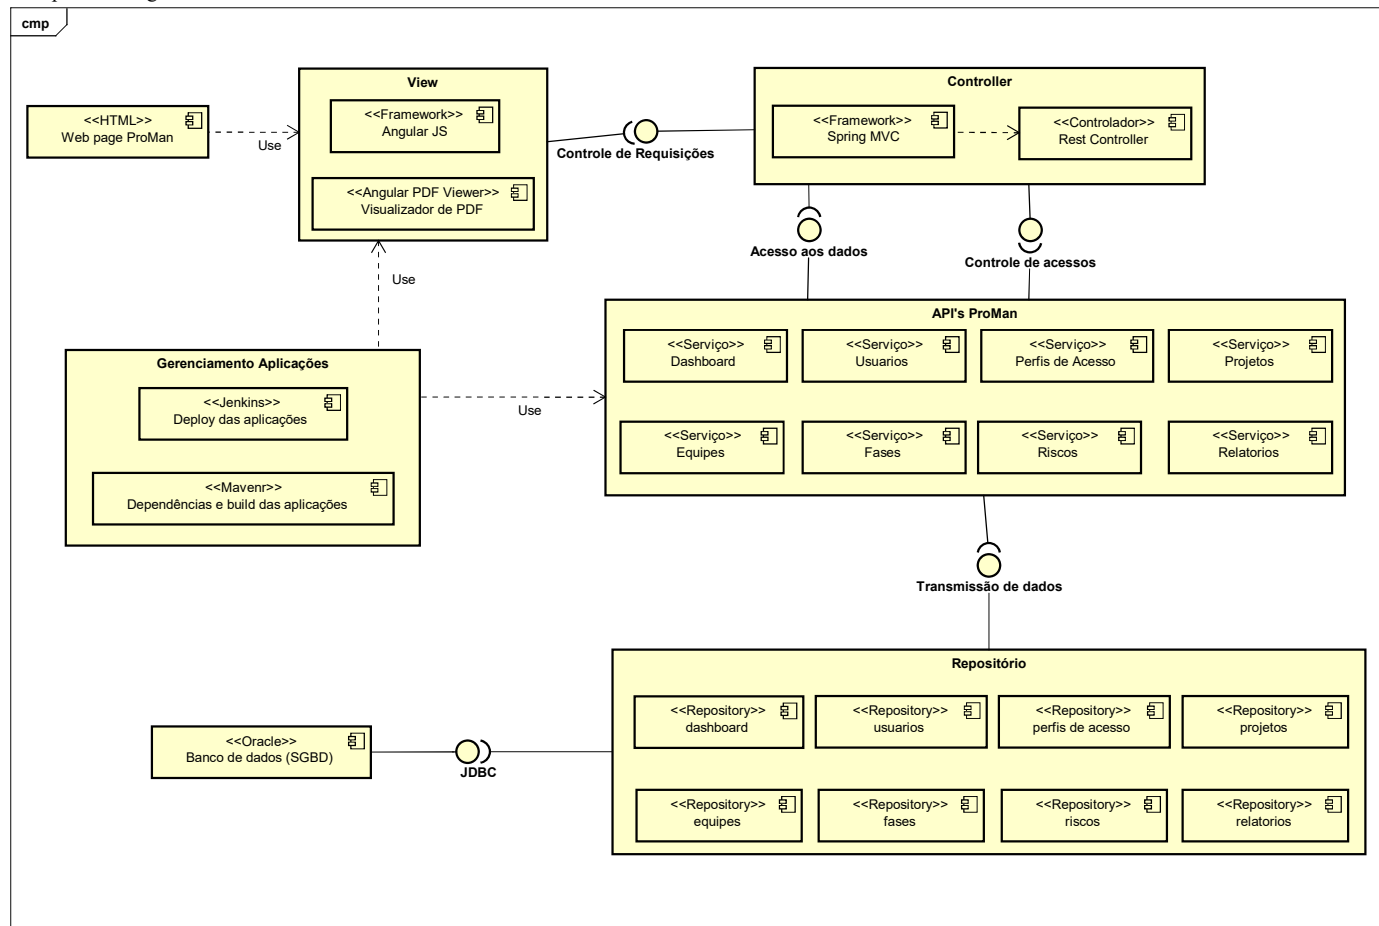 cmp
View
<<HTML>>
Web page ProMan
Use
<<Framework>>
Angular JS
<<Angular PDF Viewer>>
Visualizador de PDF
Controle de Requisições
Controller
<<Framework>>
Spring MVC
<<Controlador>>
Rest Controller
Acesso aos dados
Controle de acessos
Use
Gerenciamento Aplicações
<<Jenkins>>
Deploy das aplicações
<<Mavenr>>
Dependências e build das aplicações
Use
API's ProMan
<<Serviço>>
Dashboard
<<Serviço>>
Usuarios
<<Serviço>>
Perfis de Acesso
<<Serviço>>
Projetos
<<Serviço>>
Equipes
<<Serviço>>
Fases
<<Serviço>>
Riscos
<<Serviço>>
Relatorios
Transmissão de dados
Repositório
<<Repository>>
dashboard
<<Repository>>
usuarios
<<Repository>>
perfis de acesso
<<Repository>>
projetos
<<Repository>>
equipes
<<Repository>>
fases
<<Repository>>
riscos
<<Repository>>
relatorios
<<Oracle>>
Banco de dados (SGBD)
JDBC